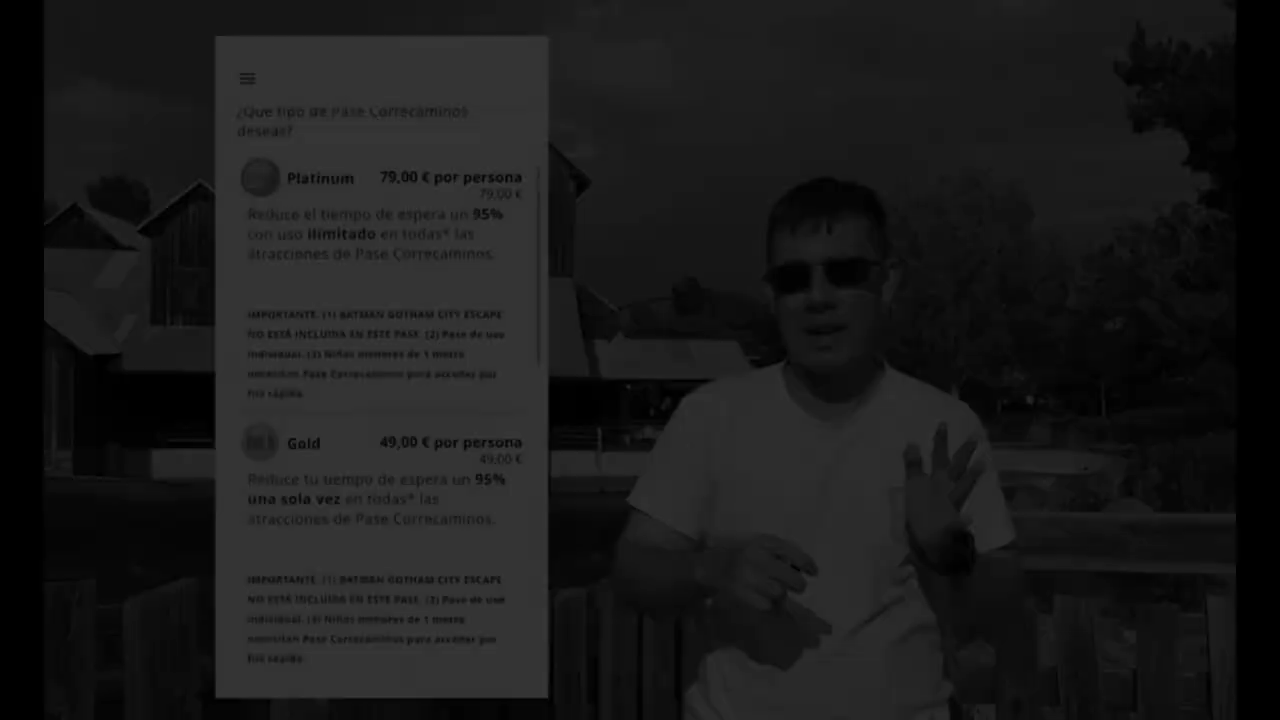 ¿Que tipo de Pase Correcaminos
deseas?
Platinum 79,00 € por persona
79,00 €
Reduce el tiempo de espera un 95%
con uso ilimitado en todas* las
atracciones de Pase Correcaminos.
IMPORTANTE. (1) BATMAN GOTHAM CITY ESCAPE
NO ESTÁ INCLUIDA EN ESTE PASE. (2) Pase de uso
individual. (3) Niños menores de 1 metro
necesitan Pase Correcaminos para acceder por
fila rápida.
Gold 49,00 € por persona
49,00 €
Reduce tu tiempo de espera un 95%
una sola vez en todas* las
atracciones de Pase Correcaminos.
IMPORTANTE. (1) BATMAN GOTHAM CITY ESCAPE
NO ESTÁ INCLUIDA EN ESTE PASE. (2) Pase de uso
individual. (3) Niños menores de 1 metro
necesitan Pase Correcaminos para acceder por
fila rápida.